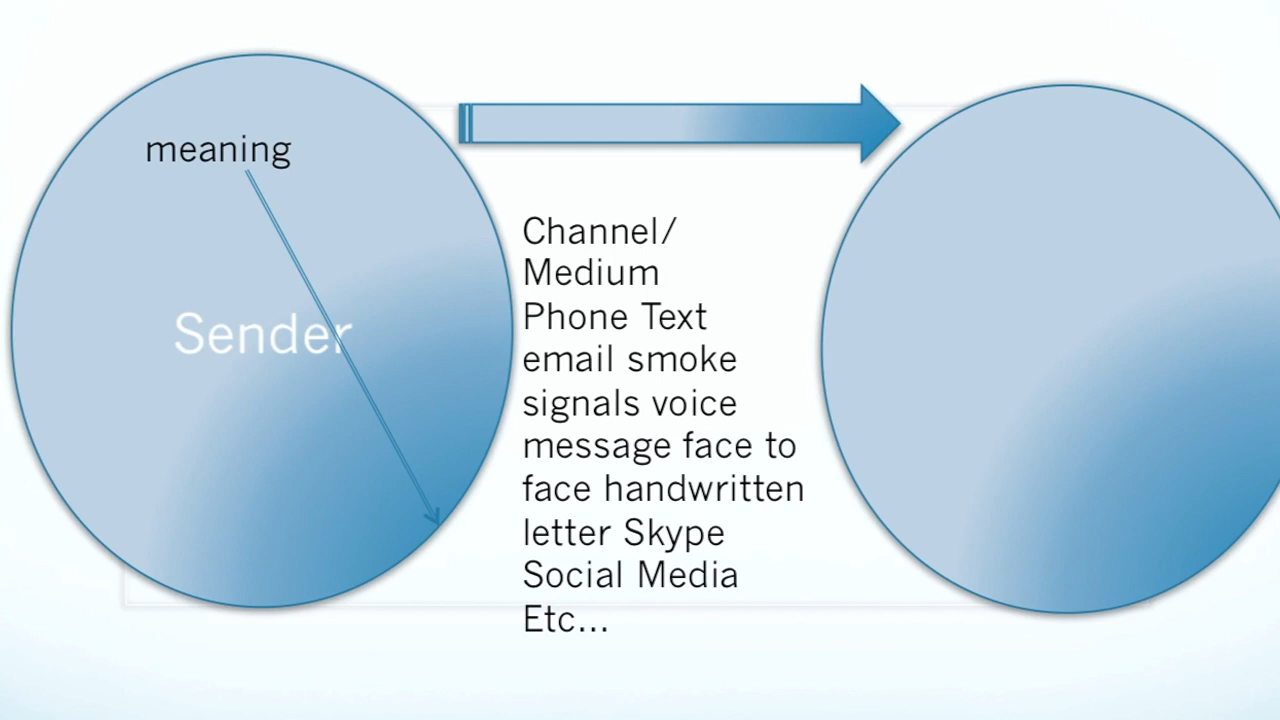 meaning
Sender
Channel/
Medium
Phone Text
email smoke
signals voice
message face to
face handwritten
letter Skype
Social Media
Etc...